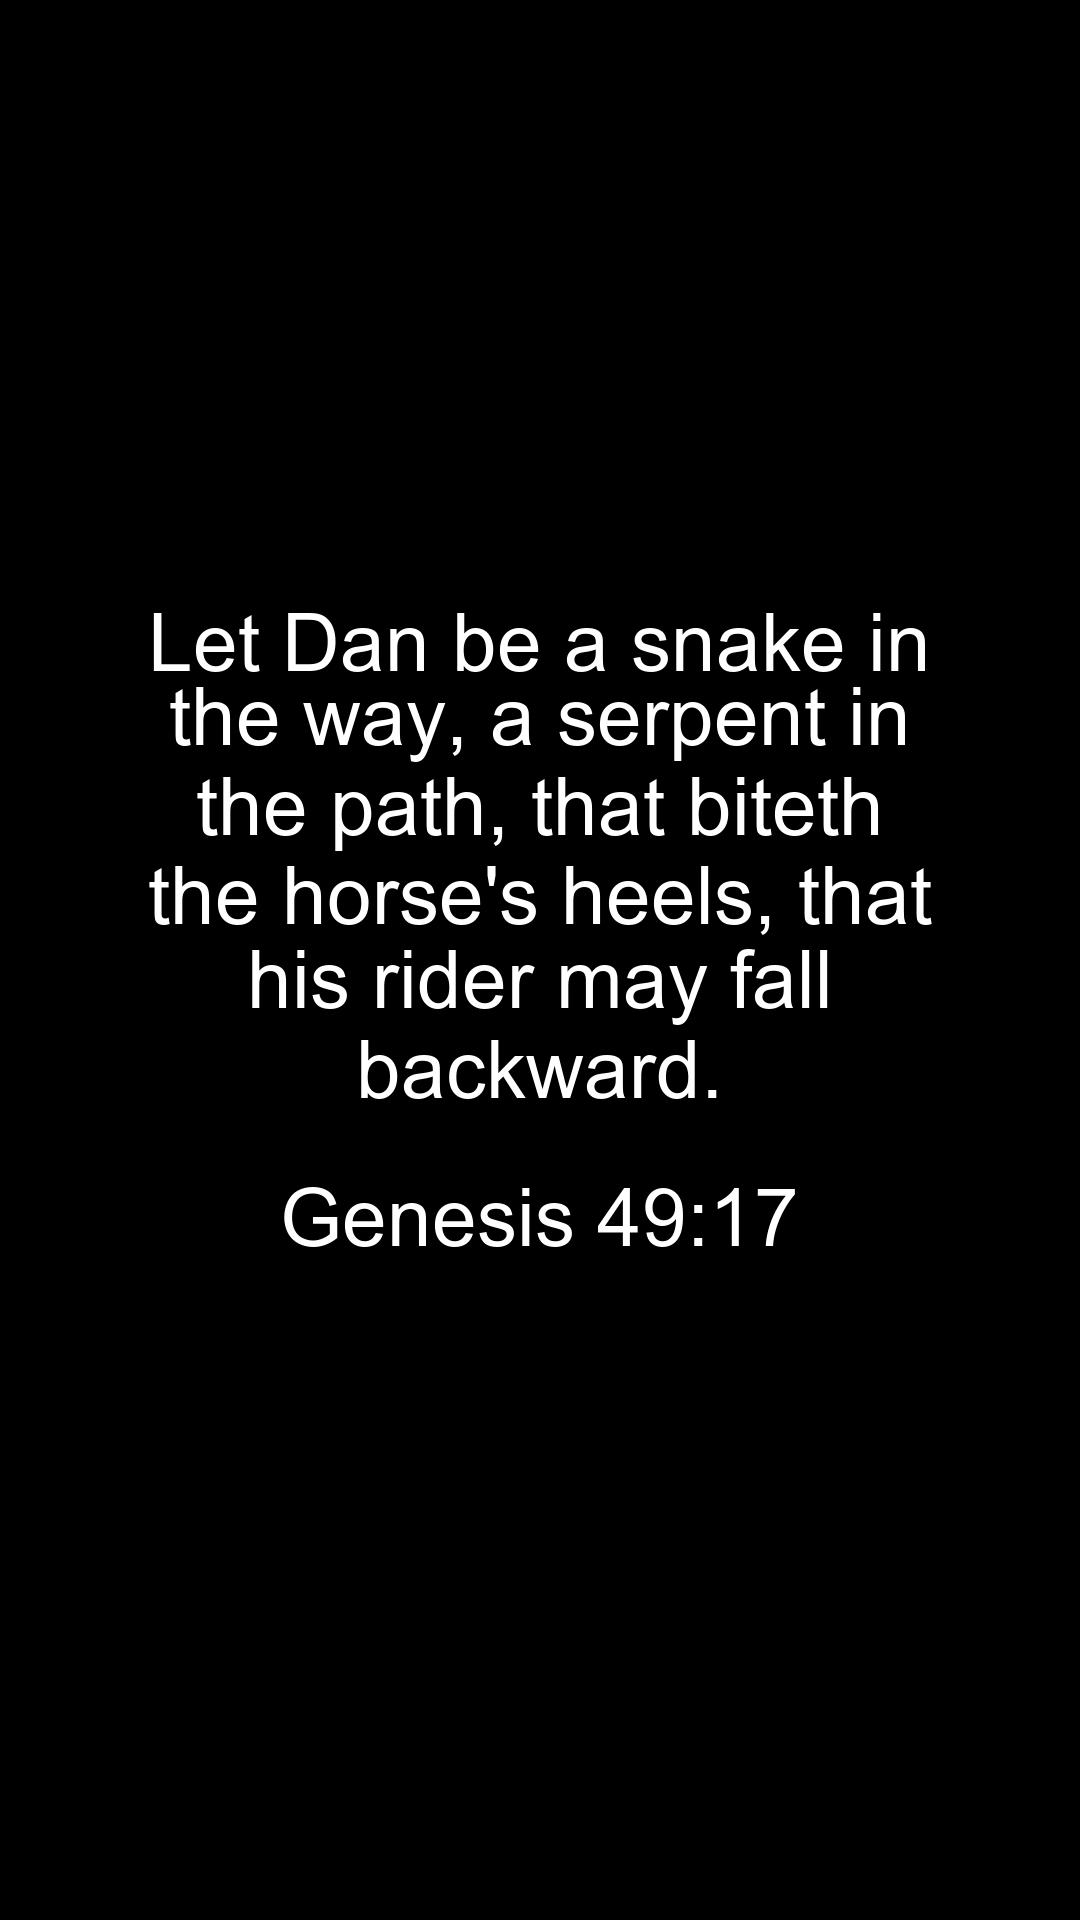 Let Dan be a snake in
the way, a serpent in
the path, that biteth
the horse's heels, that
his rider may fall
backward.
Genesis 49:17